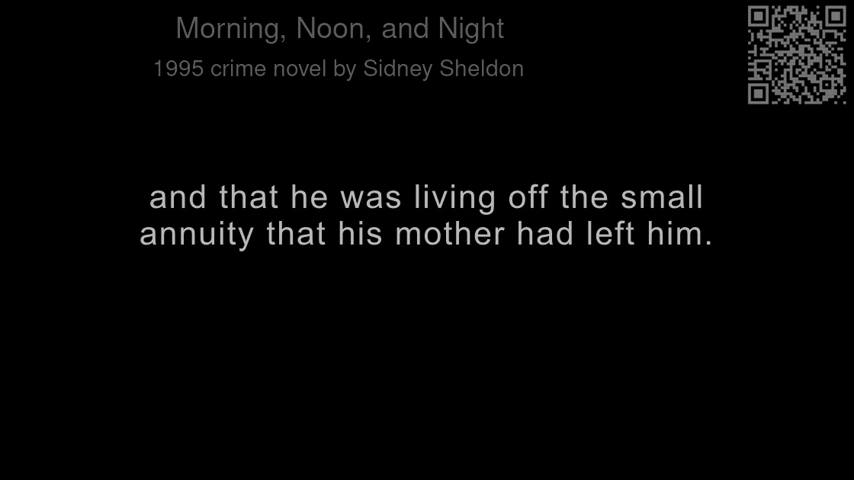 Morning, Noon, and Night
1995 crime novel by Sidney Sheldon
and that he was living off the small
annuity that his mother had left him.